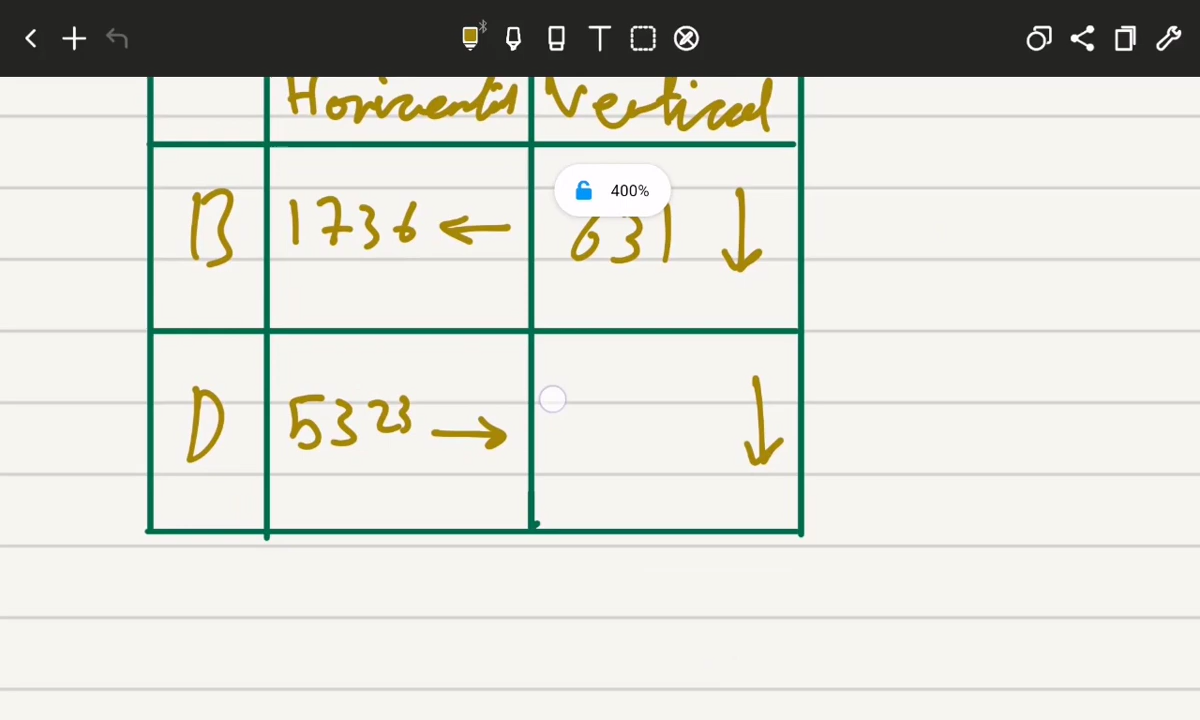 Horizontal Vertical
400%
B 1736 ← 631 ↓
D 5323 → ↓